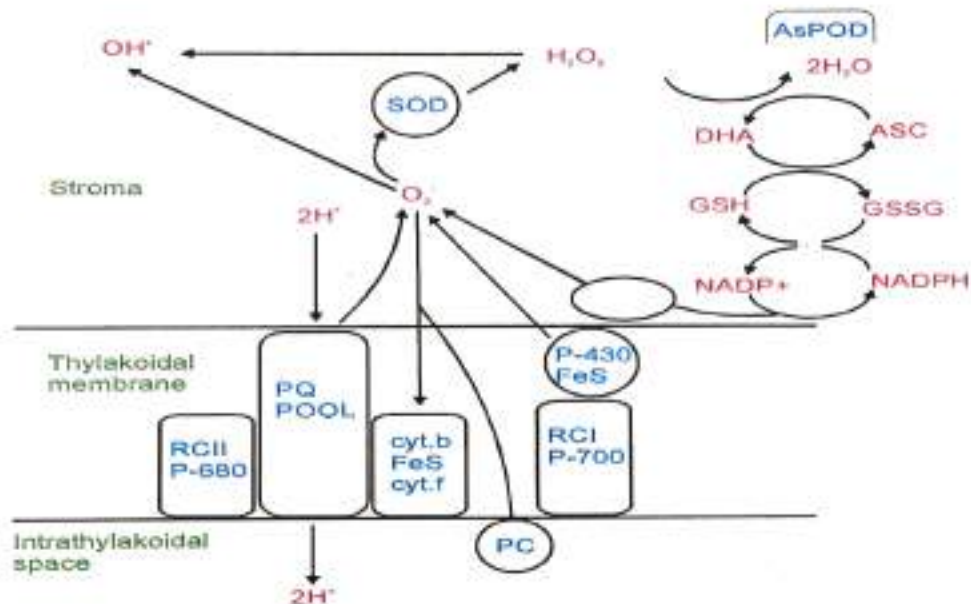 AsPOD
OH•
H₂O₂
2H₂O
SOD
DHA
ASC
Stroma
O₂
2H⁺
GSH
GSSG
NADP+
NADPH
Thylakoidal
membrane
P-430
FeS
PQ
POOL
RCII
P-680
cyt.b
FeS
cyt.f
RCI
P-700
Intrathylakoidal
space
PC
2H⁺